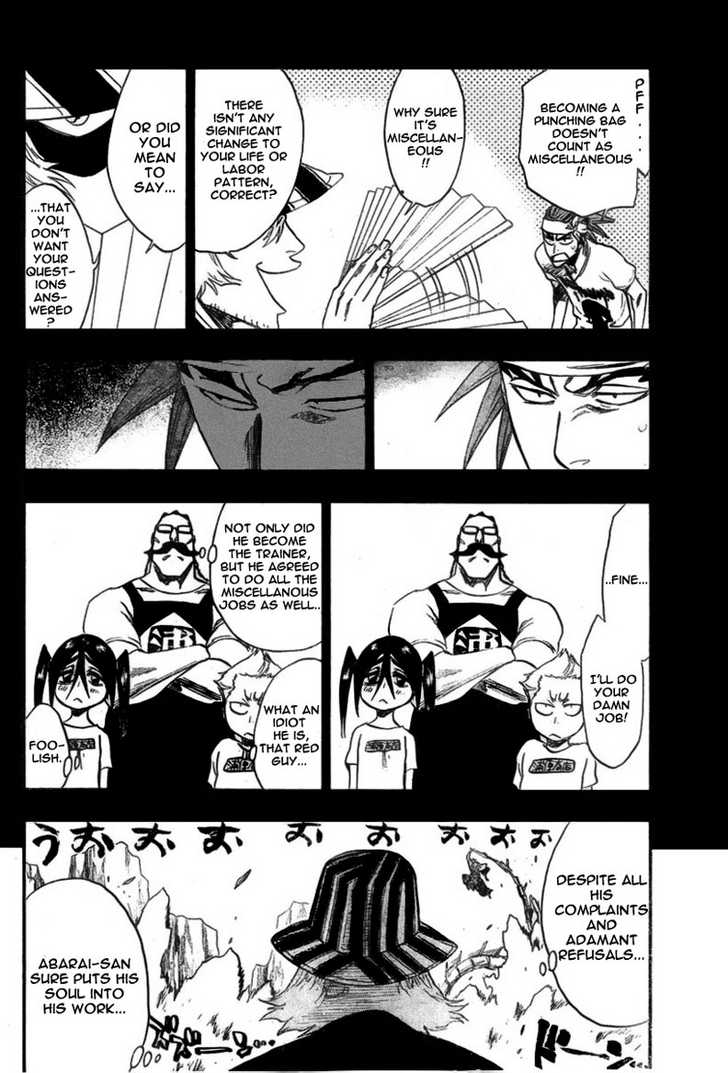 PFF...
BECOMING A
PUNCHING BAG
DOESN'T
COUNT AS
MISCELLANEOUS
!!
WHY SURE
IT'S
MISCELLAN-
EOUS
!!
THERE
ISN'T ANY
SIGNIFICANT
CHANGE TO
YOUR LIFE OR
LABOR
PATTERN,
CORRECT?
OR DID
YOU
MEAN
TO
SAY...
...THAT
YOU
DON'T
WANT
YOUR
QUEST-
IONS
ANS-
WERED
?
..FINE...
I'LL DO
YOUR
DAMN
JOB!
NOT ONLY DID
HE BECOME
THE TRAINER,
BUT HE AGREED
TO DO ALL THE
MISCELLANOUS
JOBS AS WELL..
WHAT AN
IDIOT
HE IS,
THAT RED
GUY...
FOO-
LISH.
うおおおおおおお
DESPITE ALL
HIS
COMPLAINTS
AND
ADAMANT
REFUSALS...
ABARAI-SAN
SURE PUTS HIS
SOUL INTO
HIS WORK...
ドドーン